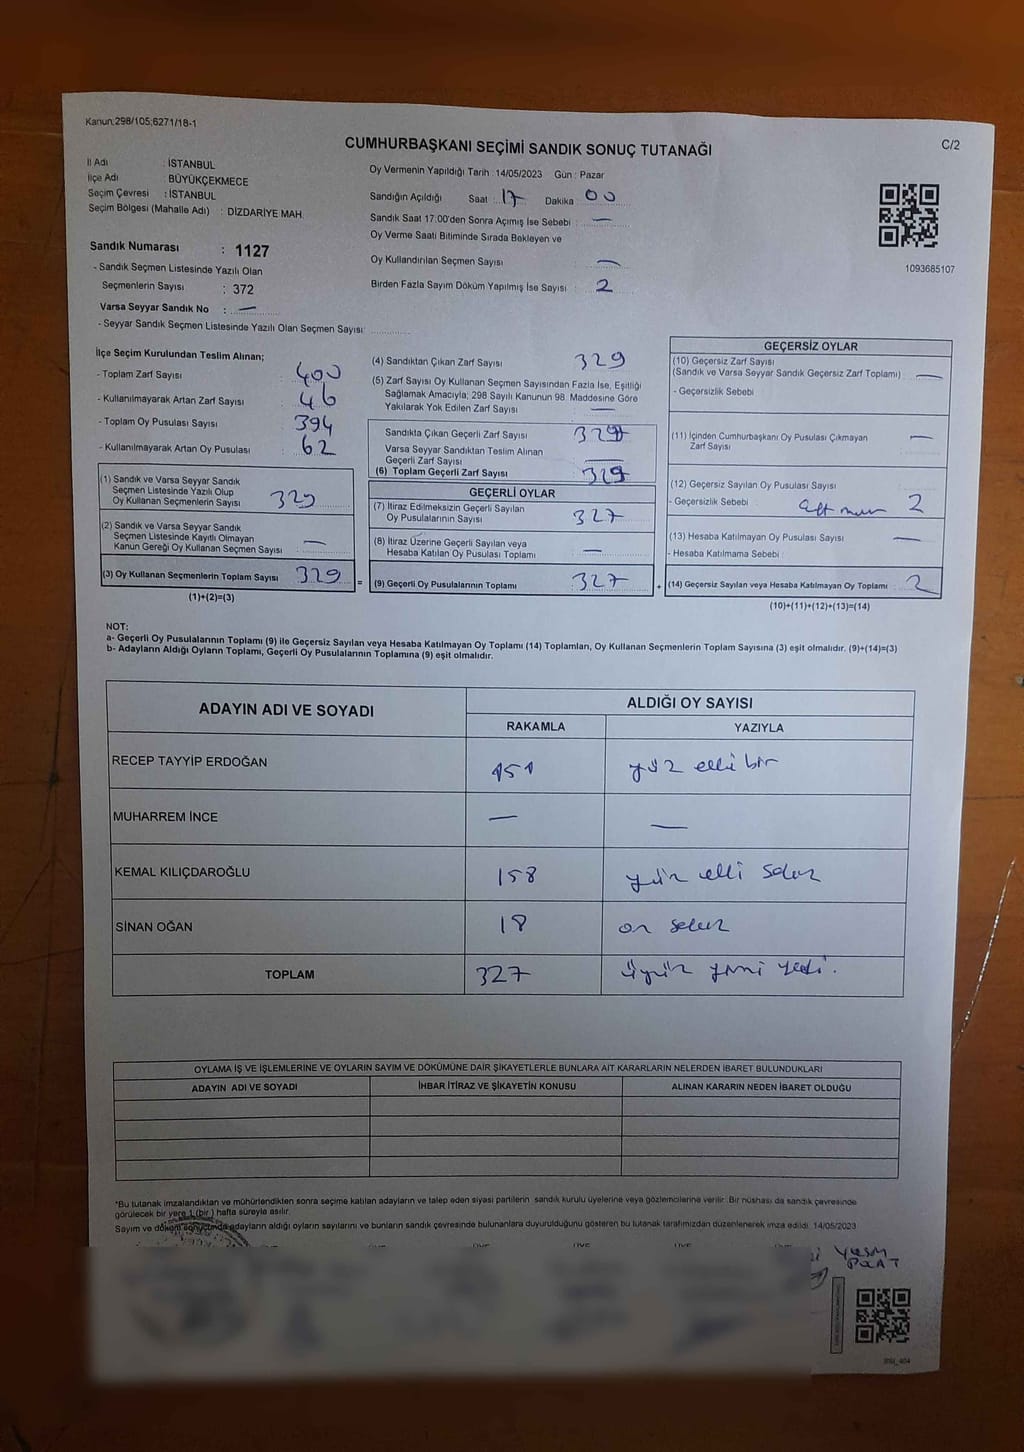 Kanun:298/105;6271/18-1
CUMHURBAŞKANI SEÇİMİ SANDIK SONUÇ TUTANAĞI
C/2
İl Adı : İSTANBUL
İlçe Adı : BÜYÜKÇEKMECE
Seçim Çevresi : İSTANBUL
Seçim Bölgesi (Mahalle Adı) : DİZDARİYE MAH.
Sandık Numarası : 1127
- Sandık Seçmen Listesinde Yazılı Olan
Seçmenlerin Sayısı : 372
Varsa Seyyar Sandık No : —
- Seyyar Sandık Seçmen Listesinde Yazılı Olan Seçmen Sayısı:
Oy Vermenin Yapıldığı Tarih :14/05/2023 Gün : Pazar
Sandığın Açıldığı Saat : 17 Dakika : 00
Sandık Saat 17:00'den Sonra Açımış İse Sebebi : —
Oy Verme Saati Bitiminde Sırada Bekleyen ve
Oy Kullandırılan Seçmen Sayısı : —
Birden Fazla Sayım Döküm Yapılmış İse Sayısı : 2
1093685107
İlçe Seçim Kurulundan Teslim Alınan;
- Toplam Zarf Sayısı : 400
- Kullanılmayarak Artan Zarf Sayısı : 46
- Toplam Oy Pusulası Sayısı : 394
- Kullanılmayarak Artan Oy Pusulası : 62
(1) Sandık ve Varsa Seyyar Sandık
Seçmen Listesinde Yazılı Olup
Oy Kullanan Seçmenlerin Sayısı 329
(2) Sandık ve Varsa Seyyar Sandık
Seçmen Listesinde Kayıtlı Olmayan
Kanun Gereği Oy Kullanan Seçmen Sayısı —
(3) Oy Kullanan Seçmenlerin Toplam Sayısı 329
(1)+(2)=(3)
(4) Sandıktan Çıkan Zarf Sayısı 329
(5) Zarf Sayısı Oy Kullanan Seçmen Sayısından Fazla İse, Eşitliği
Sağlamak Amacıyla; 298 Sayılı Kanunun 98. Maddesine Göre
Yakılarak Yok Edilen Zarf Sayısı —
Sandıkta Çıkan Geçerli Zarf Sayısı
Varsa Seyyar Sandıktan Teslim Alınan
Geçerli Zarf Sayısı —
(6) Toplam Geçerli Zarf Sayısı 329
GEÇERLİ OYLAR
(7) İtiraz Edilmeksizin Geçerli Sayılan
Oy Pusulalarının Sayısı 327
(8) İtiraz Üzerine Geçerli Sayılan veya
Hesaba Katılan Oy Pusulası Toplamı —
= (9) Geçerli Oy Pusulalarının Toplamı 327 +
GEÇERSİZ OYLAR
(10) Geçersiz Zarf Sayısı
(Sandık ve Varsa Seyyar Sandık Geçersiz Zarf Toplamı) —
- Geçersizlik Sebebi
(11) İçinden Cumhurbaşkanı Oy Pusulası Çıkmayan
Zarf Sayısı —
(12) Geçersiz Sayılan Oy Pusulası Sayısı
- Geçersizlik Sebebi 2
(13) Hesaba Katılmayan Oy Pusulası Sayısı —
- Hesaba Katılmama Sebebi
(14) Geçersiz Sayılan veya Hesaba Katılmayan Oy Toplamı 2
(10)+(11)+(12)+(13)=(14)
NOT:
a- Geçerli Oy Pusulalarının Toplamı (9) ile Geçersiz Sayılan veya Hesaba Katılmayan Oy Toplamı (14) Toplamları, Oy Kullanan Seçmenlerin Toplam Sayısına (3) eşit olmalıdır. (9)+(14)=(3)
b- Adayların Aldığı Oyların Toplamı, Geçerli Oy Pusulalarının Toplamına (9) eşit olmalıdır.
ADAYIN ADI VE SOYADI
ALDIĞI OY SAYISI
RAKAMLA YAZIYLA
RECEP TAYYİP ERDOĞAN 151 yüz elli bir
MUHARREM İNCE — —
KEMAL KILIÇDAROĞLU 158 yüz elli sekiz
SİNAN OĞAN 18 on sekiz
TOPLAM 327 üçyüz yirmi yedi.
OYLAMA İŞ VE İŞLEMLERİNE VE OYLARIN SAYIM VE DÖKÜMÜNE DAİR ŞİKAYETLERLE BUNLARA AİT KARARLARIN NELERDEN İBARET BULUNDUKLARI
ADAYIN ADI VE SOYADI İHBAR İTİRAZ VE ŞİKAYETİN KONUSU ALINAN KARARIN NEDEN İBARET OLDUĞU
*Bu tutanak imzalandıktan ve mühürlendikten sonra seçime katılan adayların ve talep eden siyasi partilerin sandık kurulu üyelerine veya gözlemcilerine verilir. Bir nüshası da sandık çevresinde
görülecek bir yere 1 (bir) hafta süreyle asılır.
Sayım ve döküm sonucunda adayların aldığı oyların sayılarını ve bunların sandık çevresinde bulunanlara duyurulduğunu gösteren bu tutanak tarafımızdan düzenlenerek imza edildi. 14/05/2023